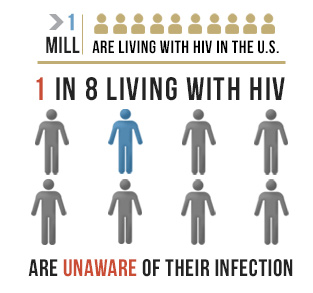 > 1
MILL ARE LIVING WITH HIV IN THE U.S.
1 IN 8 LIVING WITH HIV
ARE UNAWARE OF THEIR INFECTION